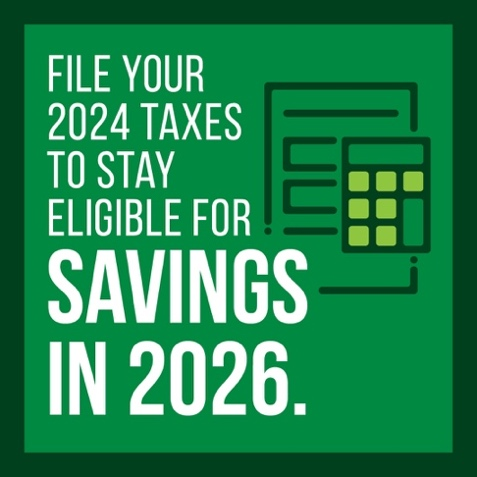 FILE YOUR
2024 TAXES
TO STAY
ELIGIBLE FOR
SAVINGS
IN 2026.